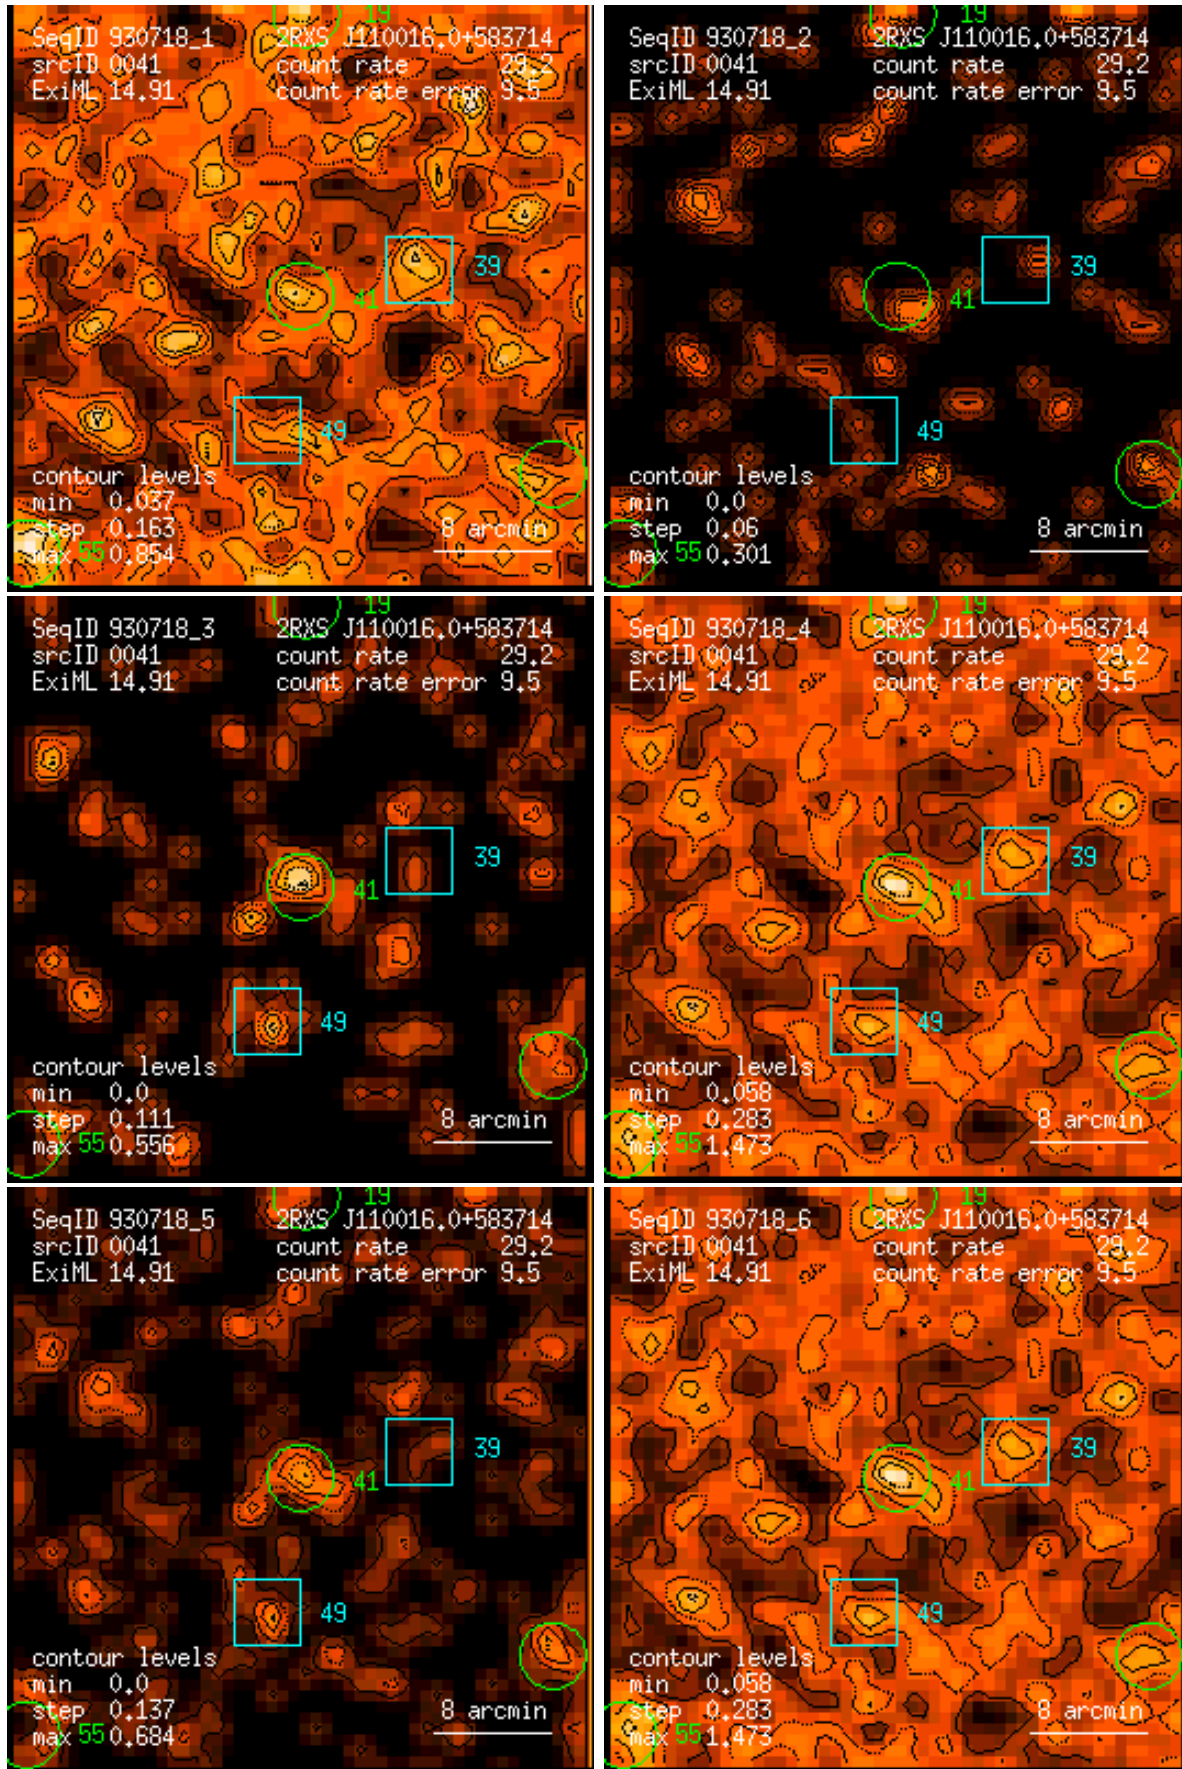 19
SeqID 930718_1 2RXS J110016.0+583714
srcID 0041 count rate 29.2
ExiML 14.91 count rate error 9.5
39
41
49
contour levels
min 0.037
step 0.163
max 0.854
55
8 arcmin
19
SeqID 930718_2 2RXS J110016.0+583714
srcID 0041 count rate 29.2
ExiML 14.91 count rate error 9.5
39
41
49
contour levels
min 0.0
step 0.06
max 0.301
55
8 arcmin
19
SeqID 930718_3 2RXS J110016.0+583714
srcID 0041 count rate 29.2
ExiML 14.91 count rate error 9.5
39
41
49
contour levels
min 0.0
step 0.111
max 0.556
55
8 arcmin
19
SeqID 930718_4 2RXS J110016.0+583714
srcID 0041 count rate 29.2
ExiML 14.91 count rate error 9.5
39
41
49
contour levels
min 0.058
step 0.283
max 1.473
55
8 arcmin
19
SeqID 930718_5 2RXS J110016.0+583714
srcID 0041 count rate 29.2
ExiML 14.91 count rate error 9.5
39
41
49
contour levels
min 0.0
step 0.137
max 0.684
55
8 arcmin
19
SeqID 930718_6 2RXS J110016.0+583714
srcID 0041 count rate 29.2
ExiML 14.91 count rate error 9.5
39
41
49
contour levels
min 0.058
step 0.283
max 1.473
55
8 arcmin